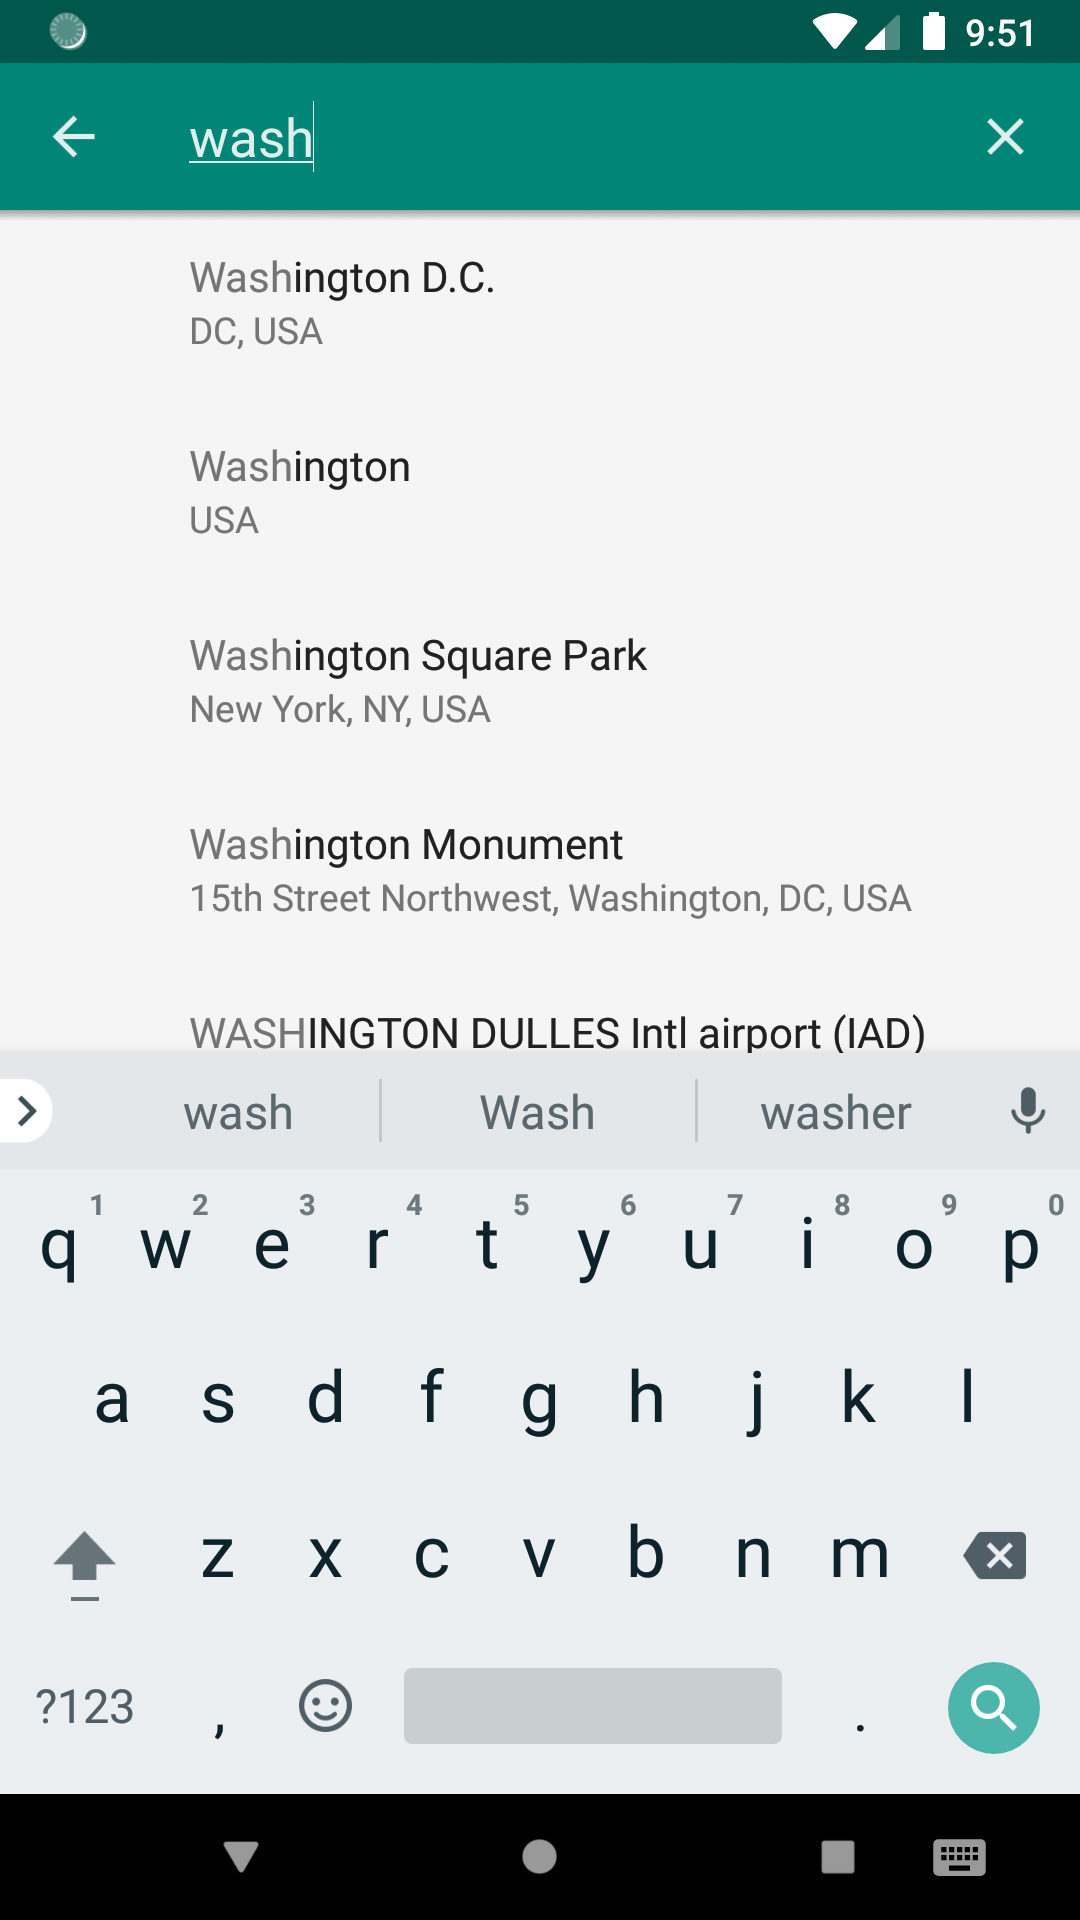 9:51
wash
Washington D.C.
DC, USA
Washington
USA
Washington Square Park
New York, NY, USA
Washington Monument
15th Street Northwest, Washington, DC, USA
WASHINGTON DULLES Intl airport (IAD)
wash Wash washer
1 2 3 4 5 6 7 8 9 0
q w e r t y u i o p
a s d f g h j k l
z x c v b n m
?123 , .